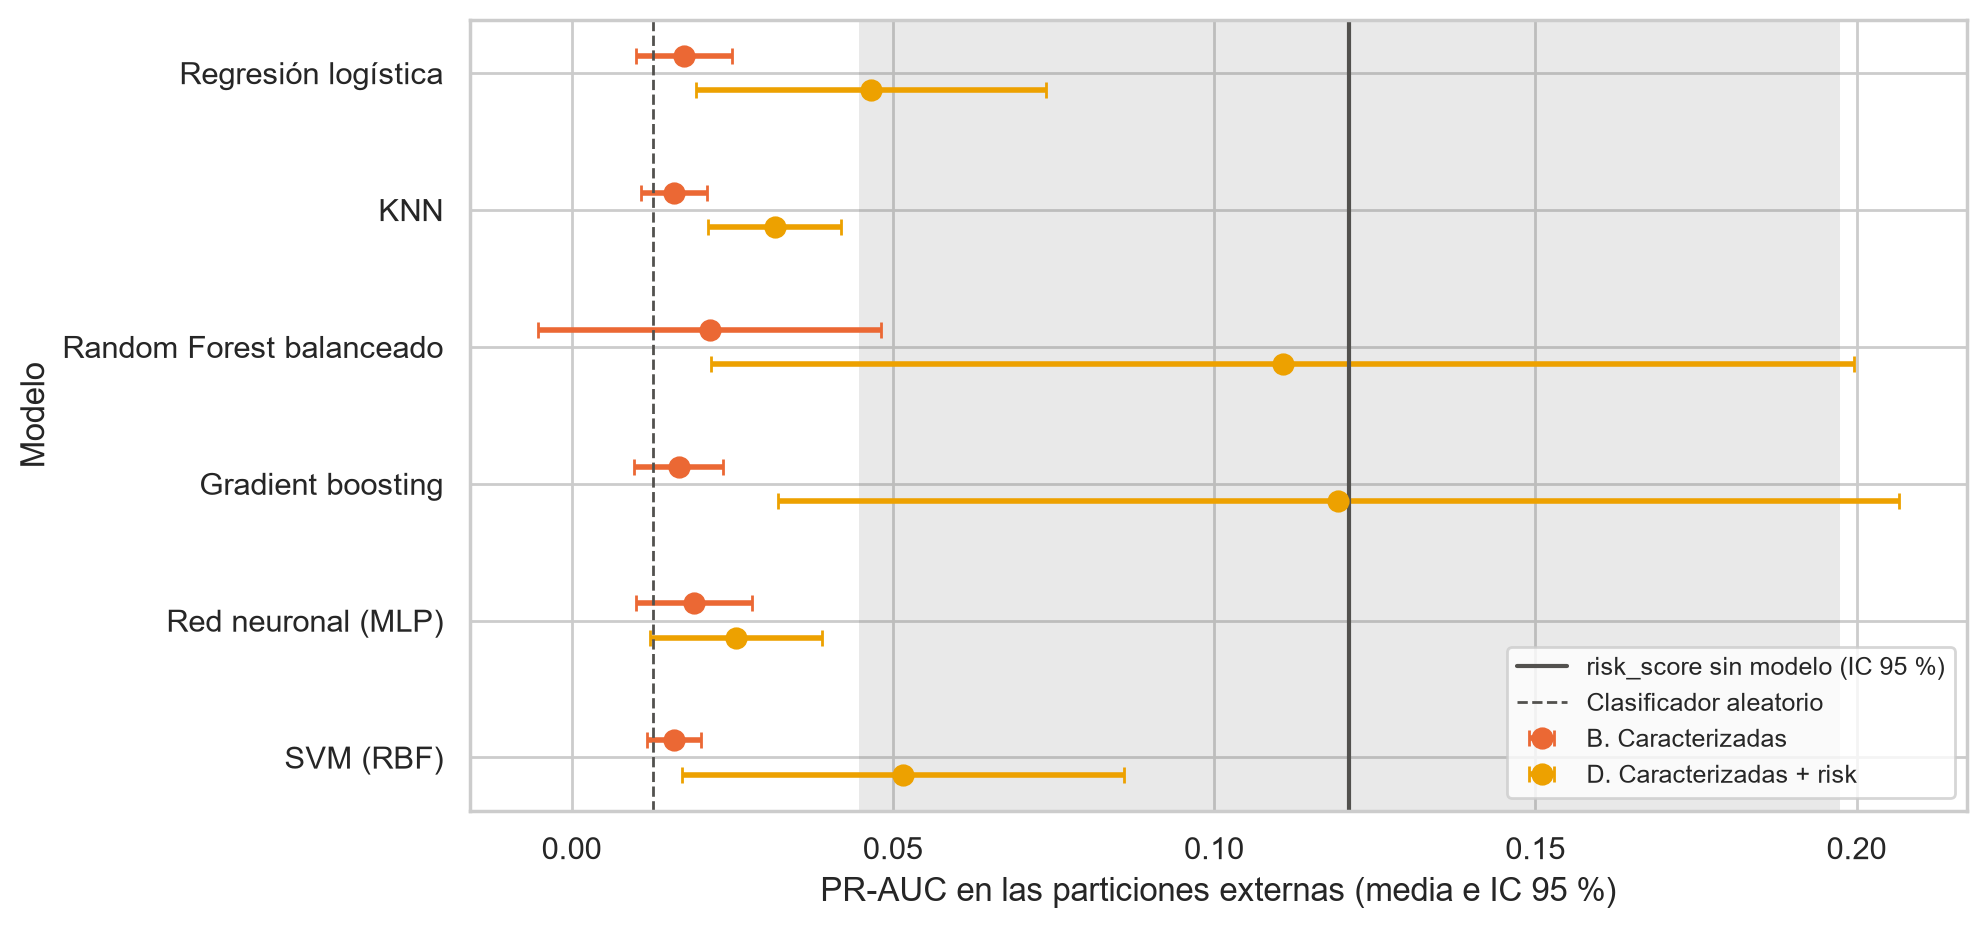 Regresión logística
KNN
Random Forest balanceado
Gradient boosting
Red neuronal (MLP)
SVM (RBF)
Modelo
risk_score sin modelo (IC 95 %)
Clasificador aleatorio
B. Caracterizadas
D. Caracterizadas + risk
0.00 0.05 0.10 0.15 0.20
PR-AUC en las particiones externas (media e IC 95 %)